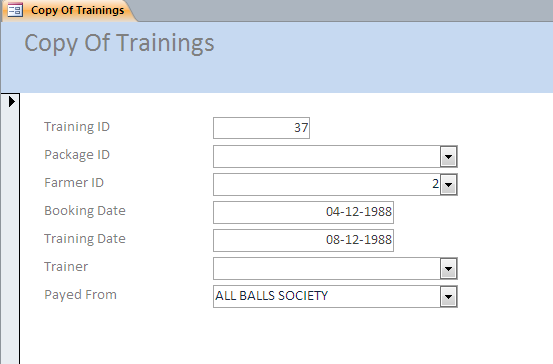 Copy Of Trainings
Copy Of Trainings
Training ID 37
Package ID
Farmer ID 2
Booking Date 04-12-1988
Training Date 08-12-1988
Trainer
Payed From ALL BALLS SOCIETY